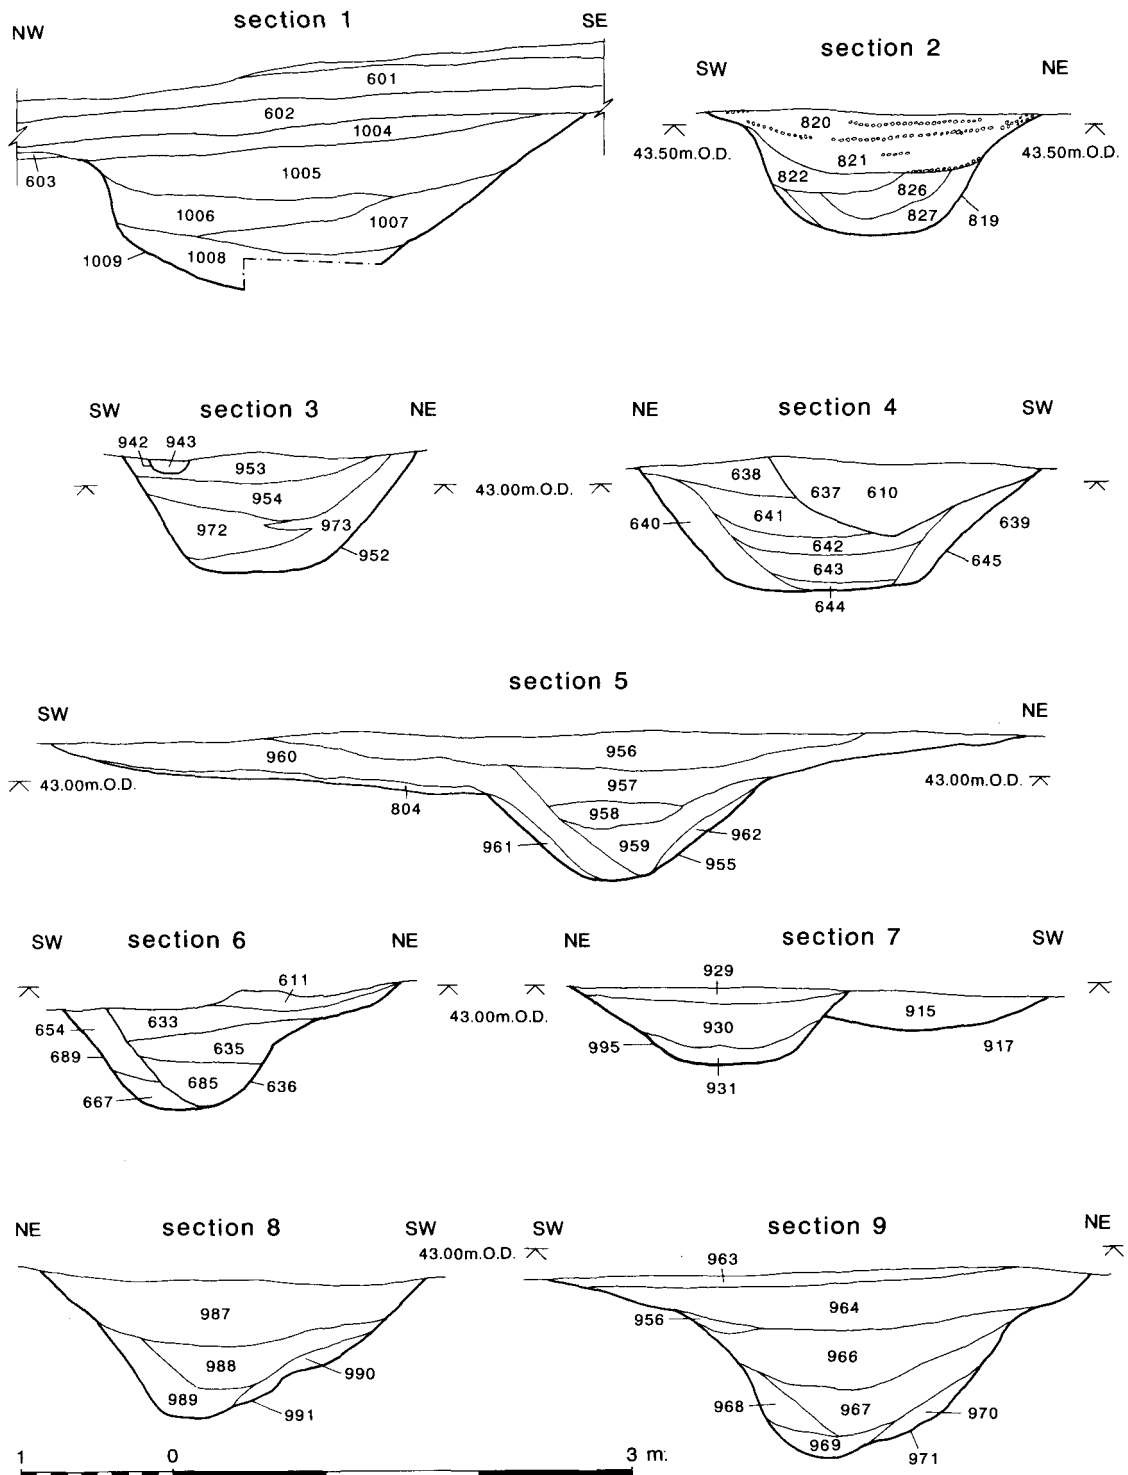 section 1
NW
SE
601
602
1004
603
1005
1006
1007
1009
1008
section 2
SW
NE
820
43.50m.O.D.
43.50m.O.D.
821
822
826
827
819
section 3
SW
NE
942
943
953
954
972
973
952
section 4
NE
SW
43.00m.O.D.
638
637
610
641
640
639
642
643
645
644
section 5
SW
NE
960
956
43.00m.O.D.
43.00m.O.D.
957
804
958
961
959
962
955
section 6
SW
NE
611
633
654
635
689
685
636
667
section 7
NE
SW
929
43.00m.O.D.
915
930
995
917
931
section 8
NE
SW
43.00m.O.D.
987
988
990
989
991
section 9
SW
NE
963
964
956
966
968
967
970
969
971
1 0 3 m.